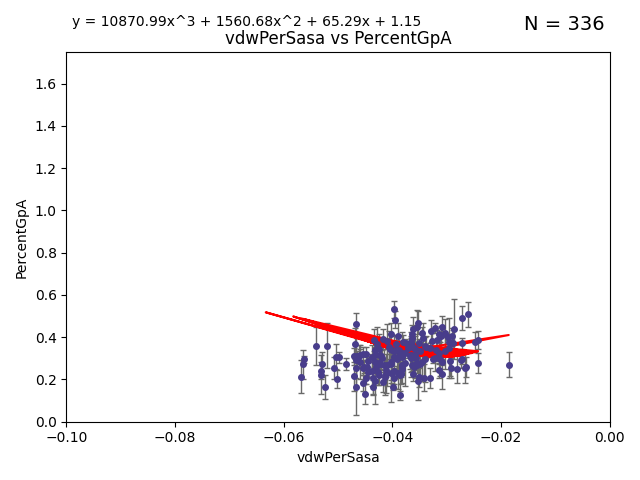 y = 10870.99x^3 + 1560.68x^2 + 65.29x + 1.15
N = 336
vdwPerSasa vs PercentGpA
1.6
1.4
1.2
1.0
0.8
0.6
0.4
0.2
0.0
PercentGpA
−0.10 −0.08 −0.06 −0.04 −0.02 0.00
vdwPerSasa